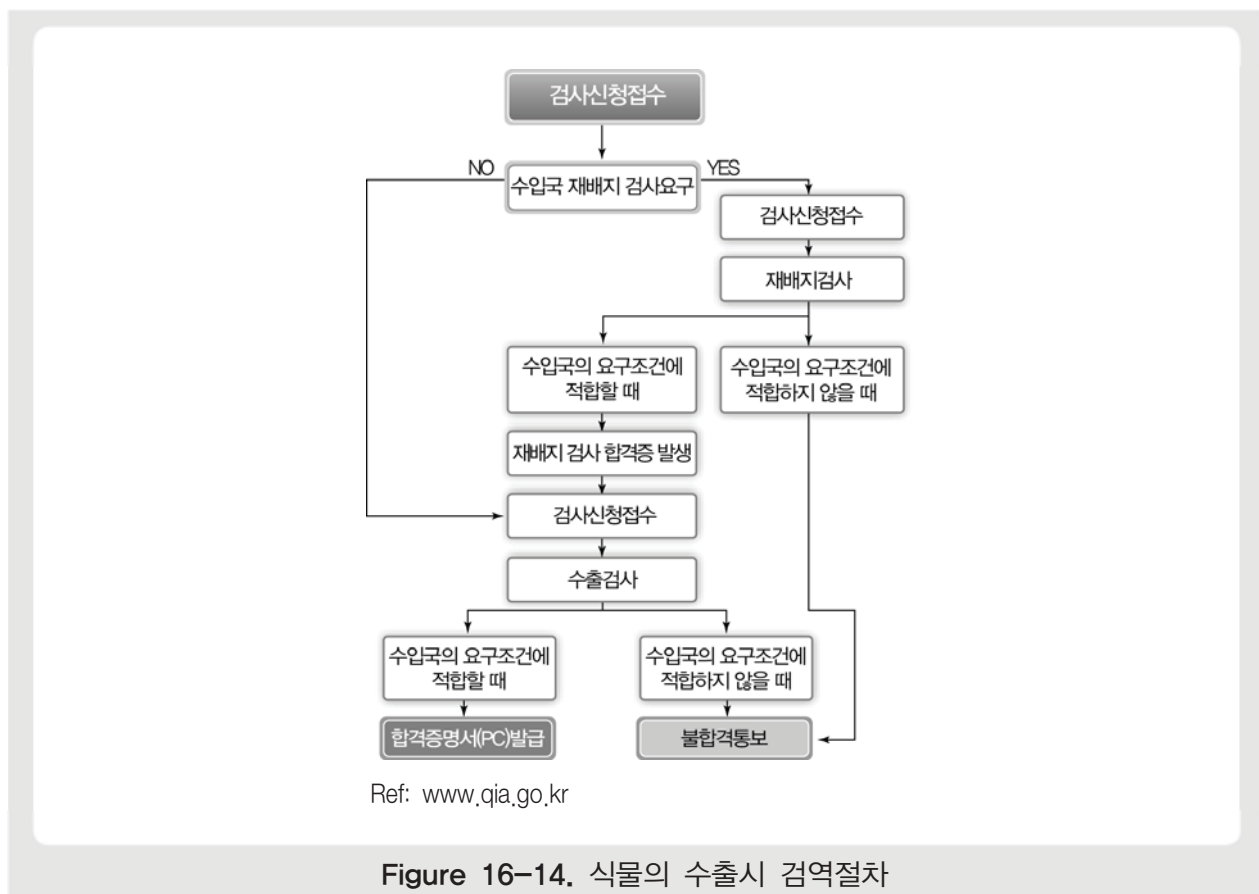 검사신청접수
NO
수입국 재배지 검사요구
YES
검사신청접수
재배지검사
수입국의 요구조건에
적합할 때
수입국의 요구조건에
적합하지 않을 때
재배지 검사 합격증 발생
검사신청접수
수출검사
수입국의 요구조건에
적합할 때
수입국의 요구조건에
적합하지 않을 때
합격증명서(PC)발급
불합격통보
Ref: www.qia.go.kr
Figure 16-14. 식물의 수출시 검역절차